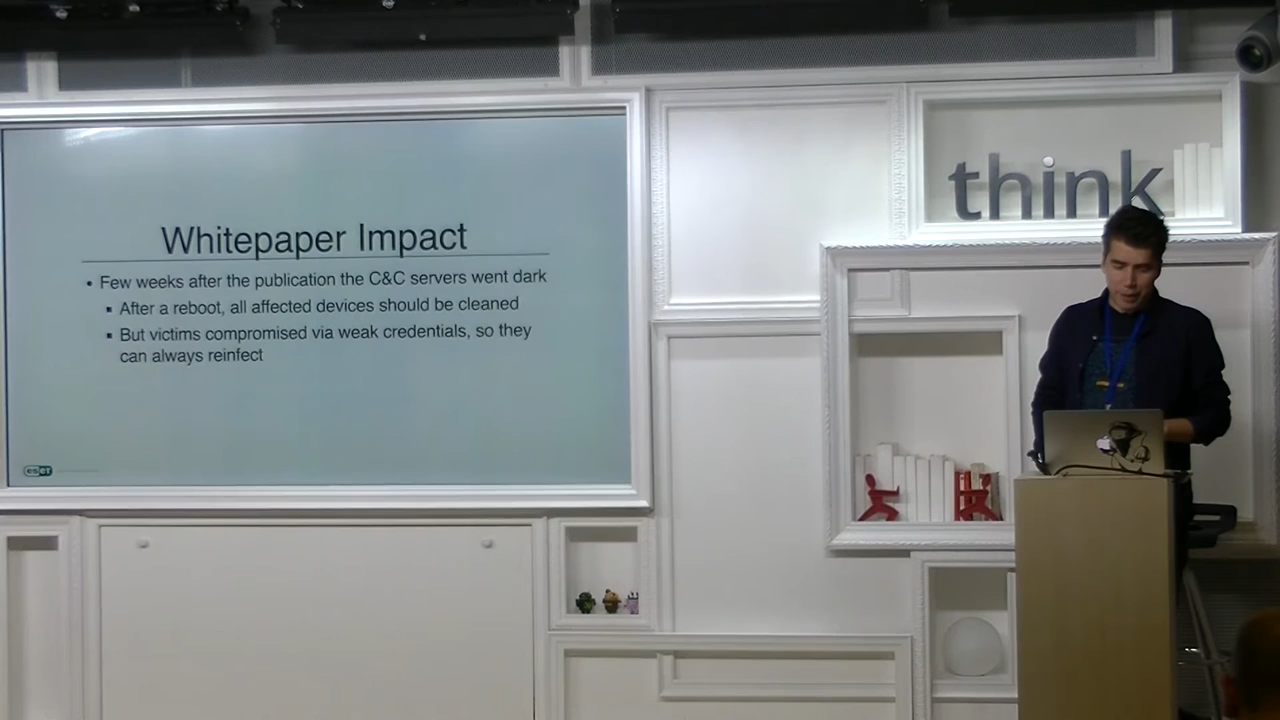 think
Whitepaper Impact
• Few weeks after the publication the C&C servers went dark
▪ After a reboot, all affected devices should be cleaned
▪ But victims compromised via weak credentials, so they
can always reinfect
eseT